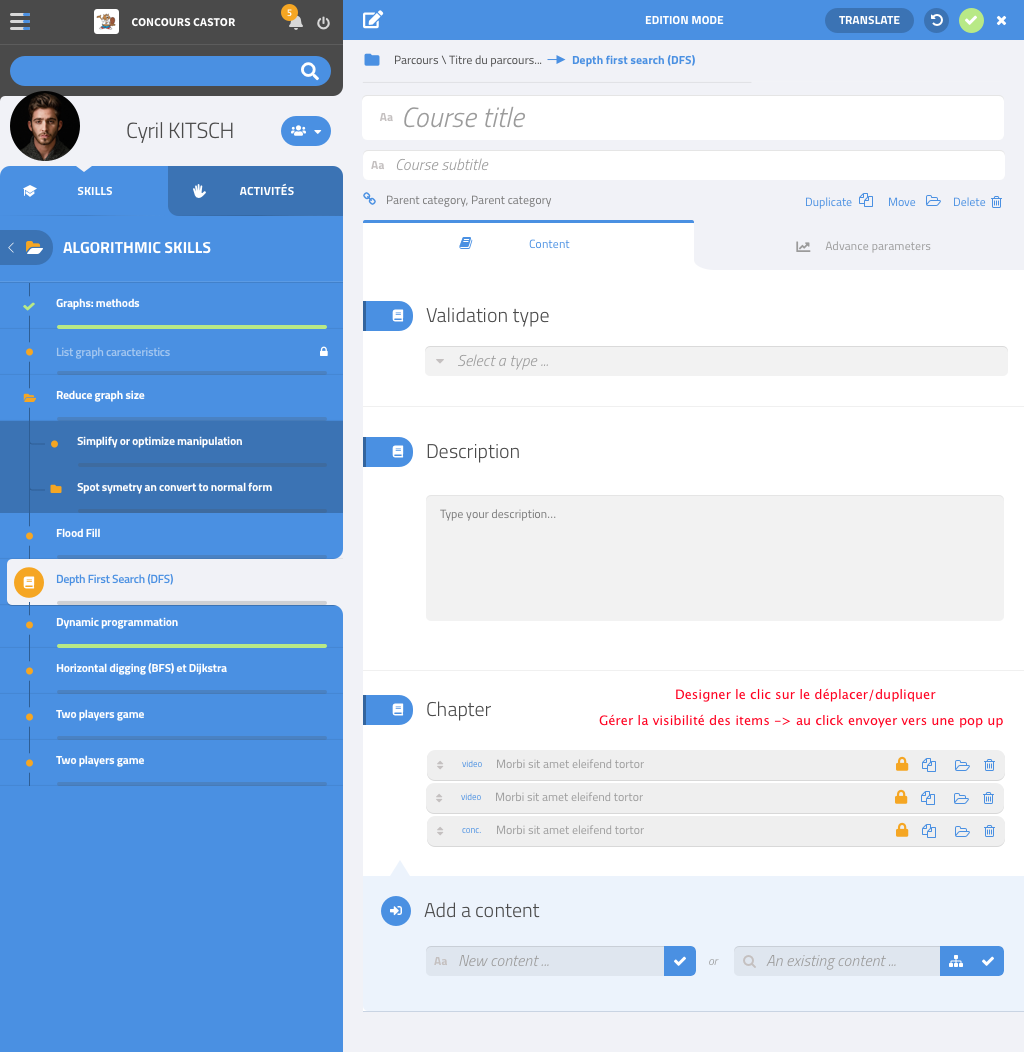 CONCOURS CASTOR
5
EDITION MODE
TRANSLATE
Parcours \ Titre du parcours...
Depth first search (DFS)
Cyril KITSCH
SKILLS
ACTIVITÉS
ALGORITHMIC SKILLS
Graphs: methods
List graph caracteristics
Reduce graph size
Simplify or optimize manipulation
Spot symetry an convert to normal form
Flood Fill
Depth First Search (DFS)
Dynamic programmation
Horizontal digging (BFS) et Dijkstra
Two players game
Two players game
Aa Course title
Aa Course subtitle
Parent category, Parent category
Duplicate
Move
Delete
Content
Advance parameters
Validation type
Select a type ...
Description
Type your description...
Chapter
Designer le clic sur le déplacer/dupliquer
Gérer la visibilité des items -> au click envoyer vers une pop up
video Morbi sit amet eleifend tortor
video Morbi sit amet eleifend tortor
conc. Morbi sit amet eleifend tortor
Add a content
Aa New content ...
or
An existing content ...